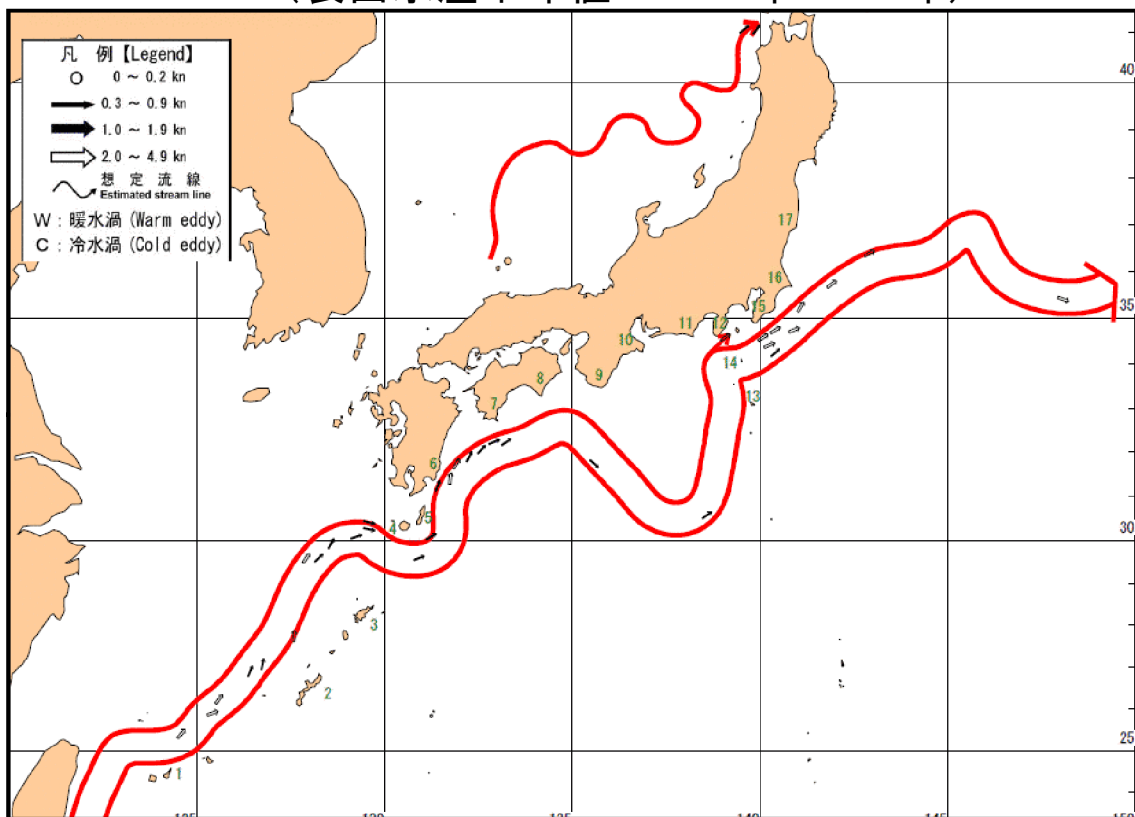 凡 例【Legend】
0 ~ 0.2 kn
0.3 ~ 0.9 kn
1.0 ~ 1.9 kn
2.0 ~ 4.9 kn
想 定 流 線
Estimated stream line
W : 暖水渦 (Warm eddy)
C : 冷水渦 (Cold eddy)
40
17
16
15
35
12
11
10
14
9
8
13
7
6
5
4
30
3
2
25
1